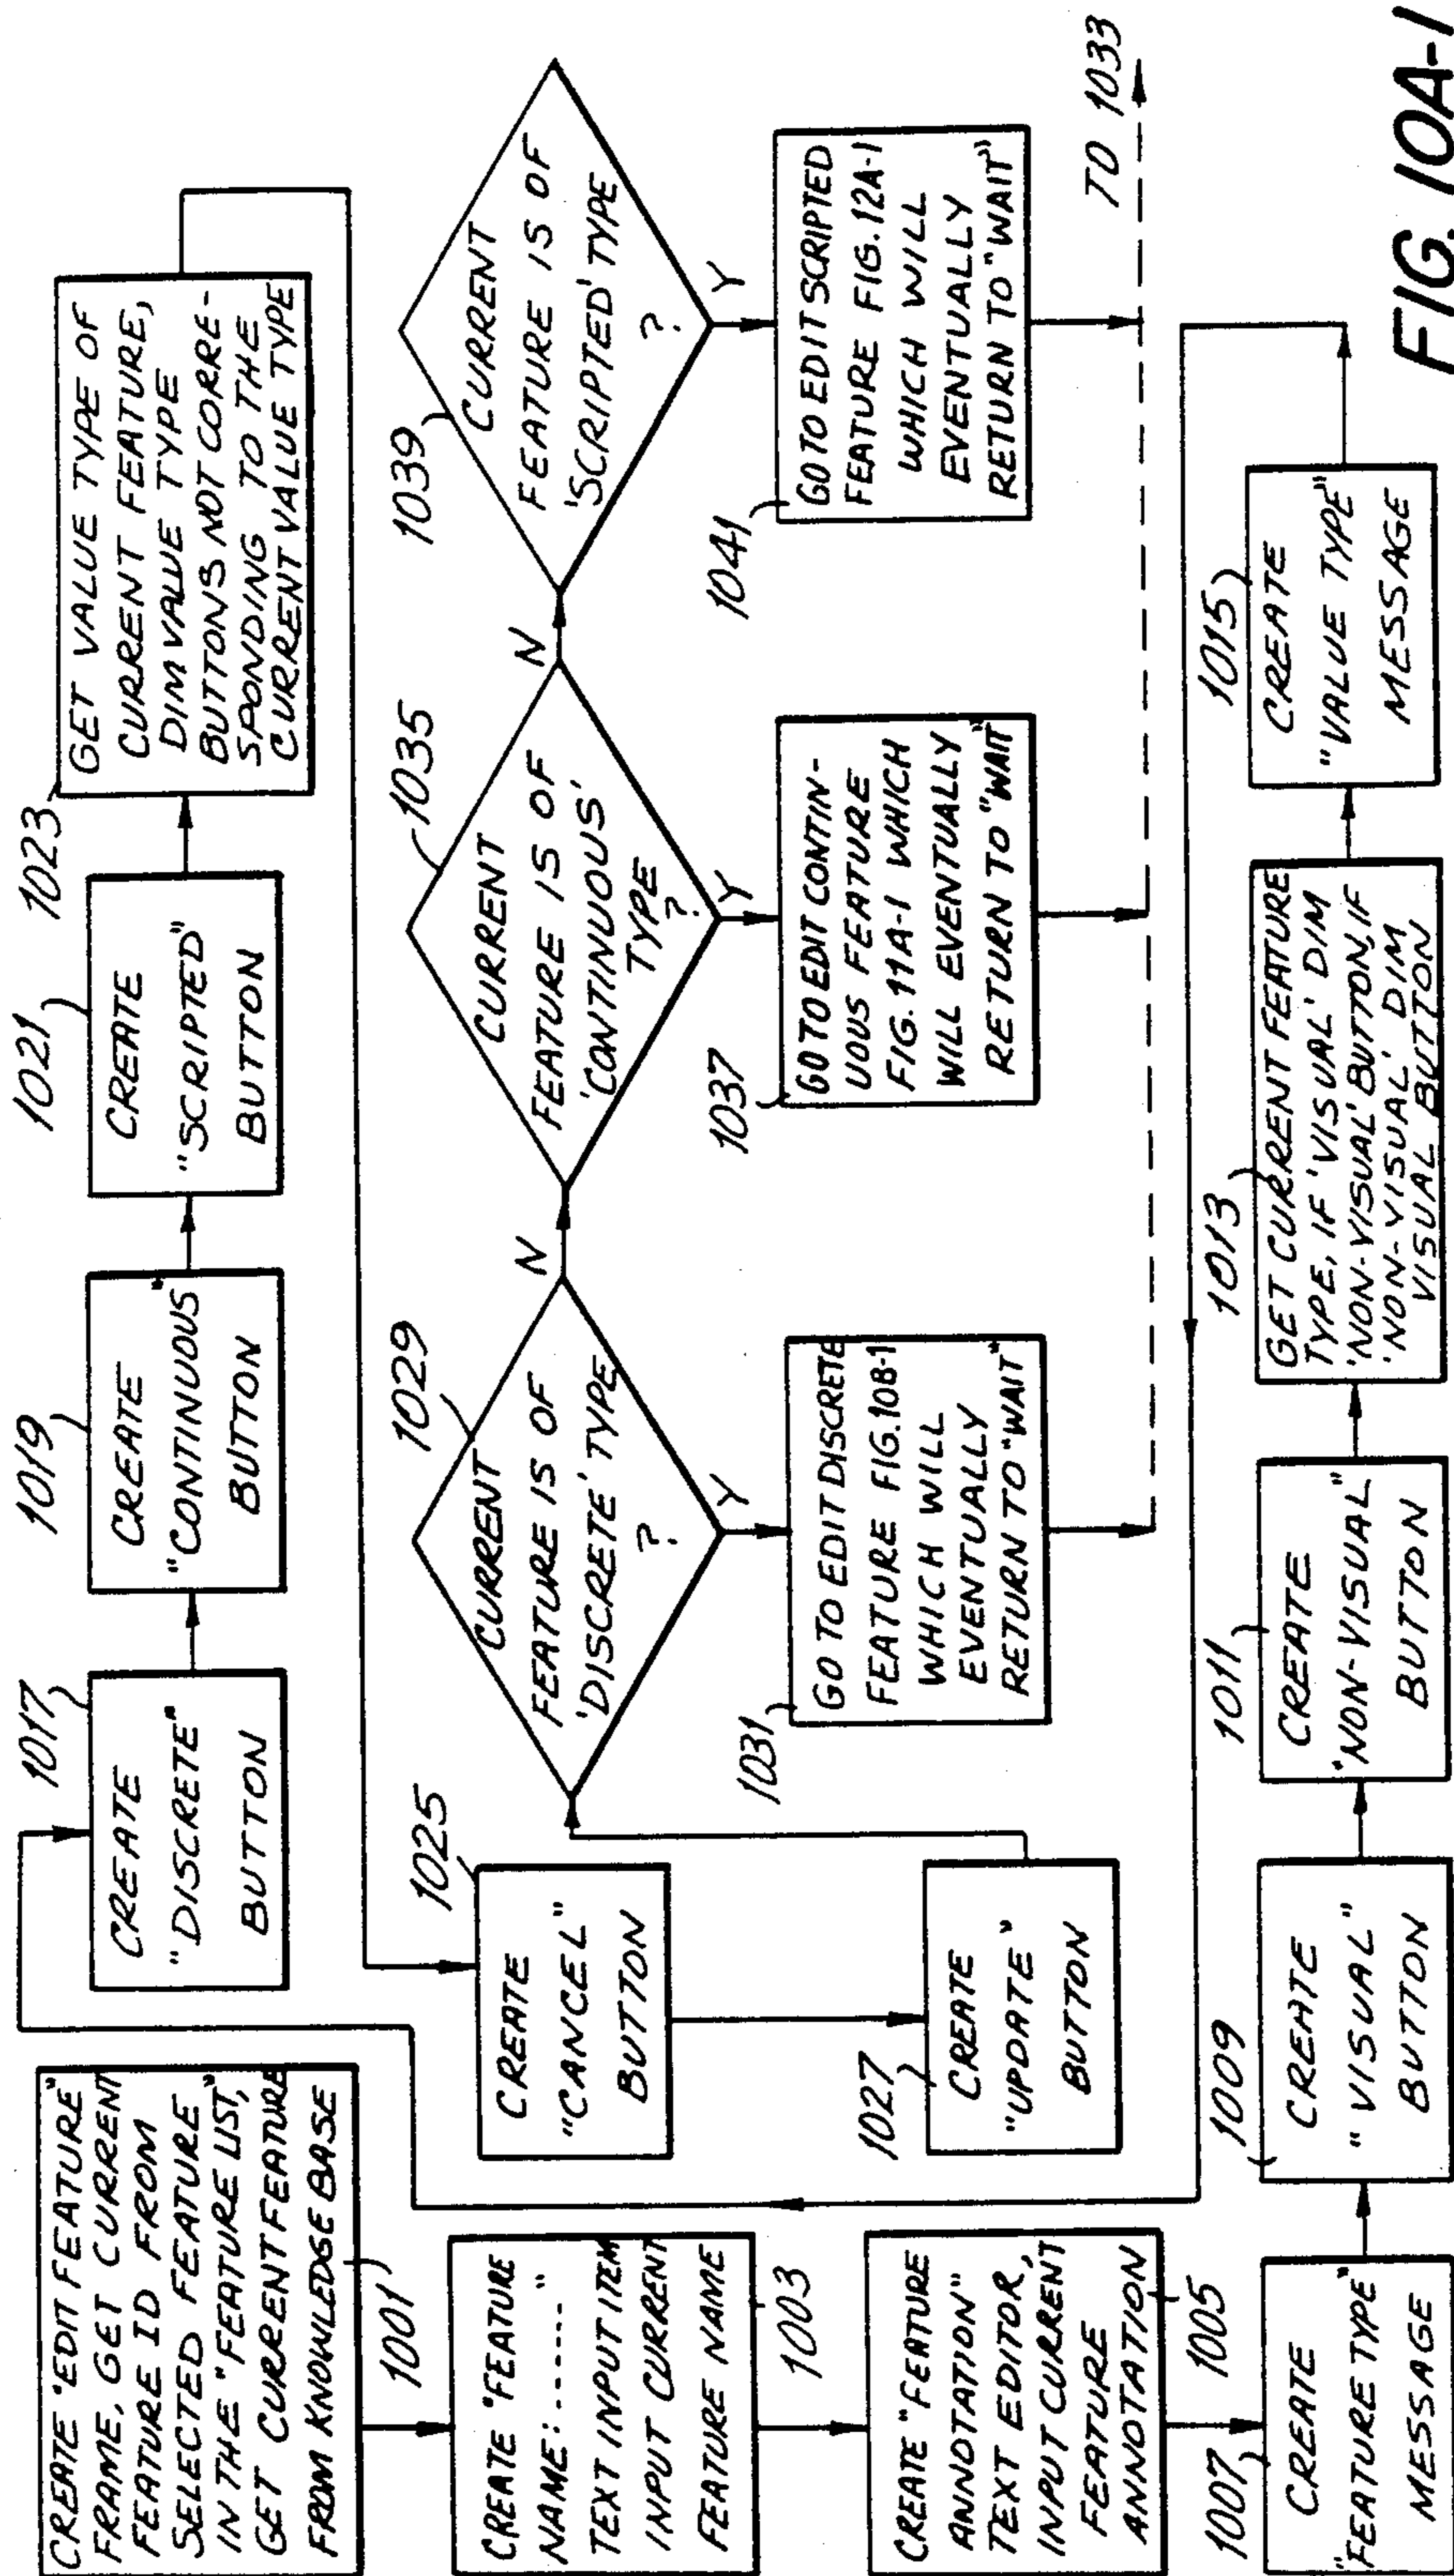 CREATE "EDIT FEATURE"
FRAME, GET CURRENT
FEATURE ID FROM
SELECTED FEATURE
IN THE "FEATURE LIST,"
GET CURRENT FEATURE
FROM KNOWLEDGE BASE
1001
CREATE "FEATURE
NAME:-----"
TEXT INPUT ITEM
INPUT CURRENT
FEATURE NAME
1003
CREATE "FEATURE
ANNOTATION"
TEXT EDITOR,
INPUT CURRENT
FEATURE
ANNOTATION
1005
1007
CREATE
"FEATURE TYPE"
MESSAGE
1009
CREATE
"VISUAL"
BUTTON
1011
CREATE
"NON-VISUAL"
BUTTON
1013
GET CURRENT FEATURE
TYPE, IF 'VISUAL' DIM
'NON-VISUAL' BUTTON, IF
'NON-VISUAL' DIM
VISUAL BUTTON
1015
CREATE
"VALUE TYPE"
MESSAGE
1017
CREATE
"DISCRETE"
BUTTON
1019
CREATE
"CONTINUOUS"
BUTTON
1021
CREATE
"SCRIPTED"
BUTTON
1023
GET VALUE TYPE OF
CURRENT FEATURE,
DIM VALUE TYPE
BUTTONS NOT CORRE-
SPONDING TO THE
CURRENT VALUE TYPE
1025
CREATE
"CANCEL"
BUTTON
1027
CREATE
"UPDATE"
BUTTON
1029
CURRENT
FEATURE IS OF
'DISCRETE' TYPE
?
N
Y
1031
GO TO EDIT DISCRETE
FEATURE FIG.10B-1
WHICH WILL
EVENTUALLY
RETURN TO "WAIT"
1035
CURRENT
FEATURE IS OF
'CONTINUOUS'
TYPE
?
N
Y
1037
GO TO EDIT CONTIN-
UOUS FEATURE
FIG. 11A-1 WHICH
WILL EVENTUALLY
RETURN TO "WAIT"
1039
CURRENT
FEATURE IS OF
'SCRIPTED' TYPE
?
Y
1041
GO TO EDIT SCRIPTED
FEATURE FIG.12A-1
WHICH WILL
EVENTUALLY
RETURN TO "WAIT"
TO 1033
FIG. 10A-1